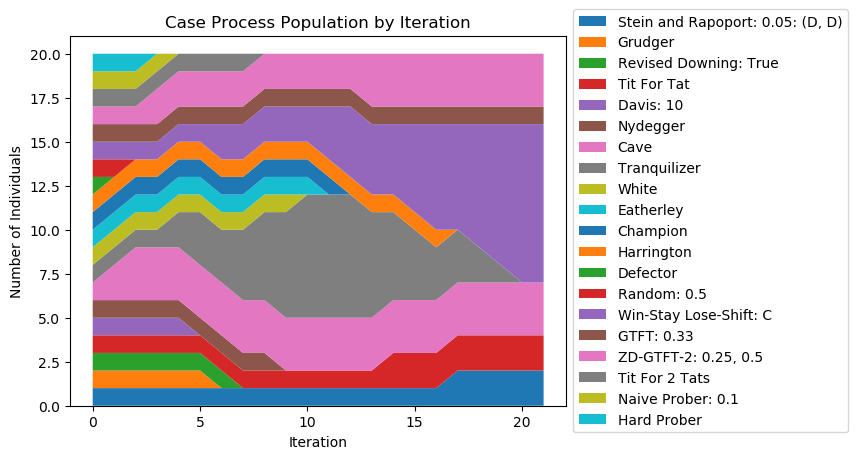 Case Process Population by Iteration
Number of Individuals
20.0
17.5
15.0
12.5
10.0
7.5
5.0
2.5
0.0
0 5 10 15 20
Iteration
Stein and Rapoport: 0.05: (D, D)
Grudger
Revised Downing: True
Tit For Tat
Davis: 10
Nydegger
Cave
Tranquilizer
White
Eatherley
Champion
Harrington
Defector
Random: 0.5
Win-Stay Lose-Shift: C
GTFT: 0.33
ZD-GTFT-2: 0.25, 0.5
Tit For 2 Tats
Naive Prober: 0.1
Hard Prober